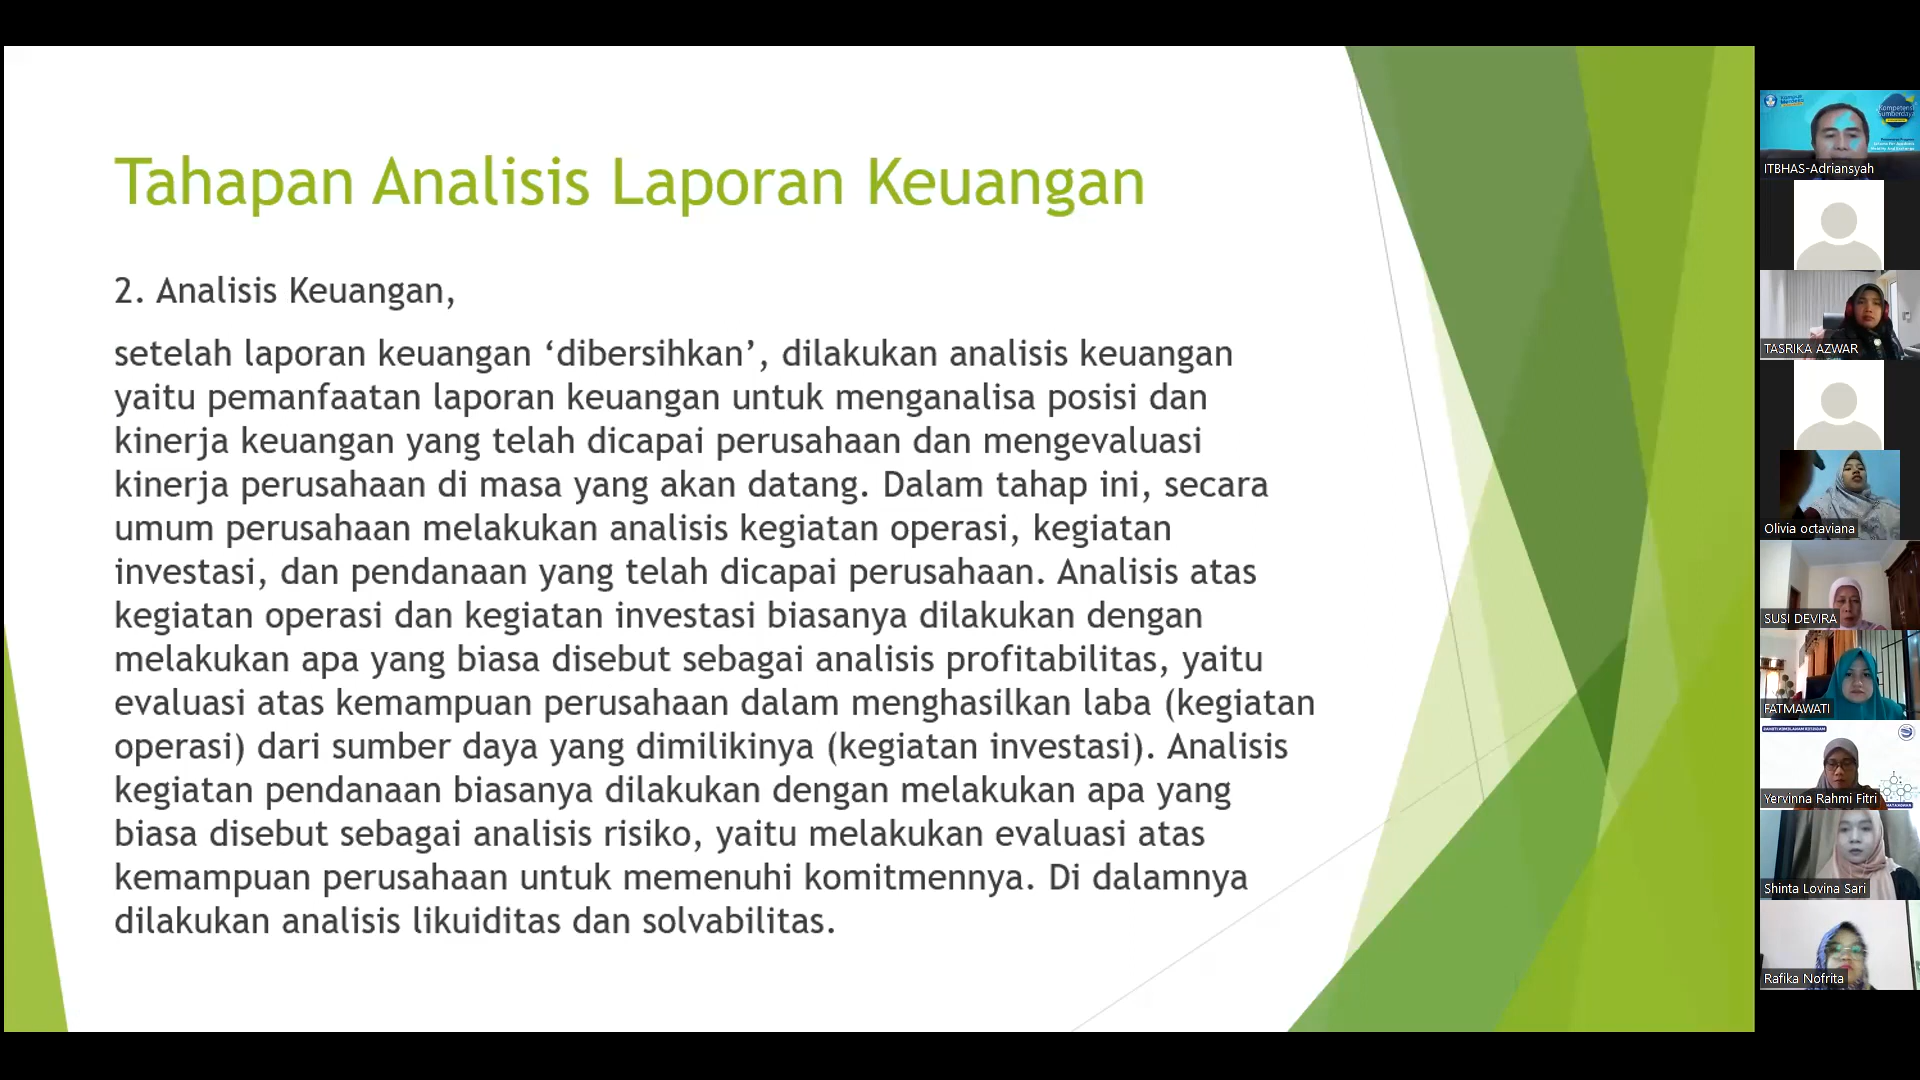 Tahapan Analisis Laporan Keuangan
2. Analisis Keuangan,
setelah laporan keuangan ‘dibersihkan’, dilakukan analisis keuangan
yaitu pemanfaatan laporan keuangan untuk menganalisa posisi dan
kinerja keuangan yang telah dicapai perusahaan dan mengevaluasi
kinerja perusahaan di masa yang akan datang. Dalam tahap ini, secara
umum perusahaan melakukan analisis kegiatan operasi, kegiatan
investasi, dan pendanaan yang telah dicapai perusahaan. Analisis atas
kegiatan operasi dan kegiatan investasi biasanya dilakukan dengan
melakukan apa yang biasa disebut sebagai analisis profitabilitas, yaitu
evaluasi atas kemampuan perusahaan dalam menghasilkan laba (kegiatan
operasi) dari sumber daya yang dimilikinya (kegiatan investasi). Analisis
kegiatan pendanaan biasanya dilakukan dengan melakukan apa yang
biasa disebut sebagai analisis risiko, yaitu melakukan evaluasi atas
kemampuan perusahaan untuk memenuhi komitmennya. Di dalamnya
dilakukan analisis likuiditas dan solvabilitas.
Kompetensi
Sumberdaya
ITBHAS-Adriansyah
TASRIKA AZWAR
Olivia octaviana
SUSI DEVIRA
FATMAWATI
Yervinna Rahmi Fitri
Shinta Lovina Sari
Rafika Nofrita